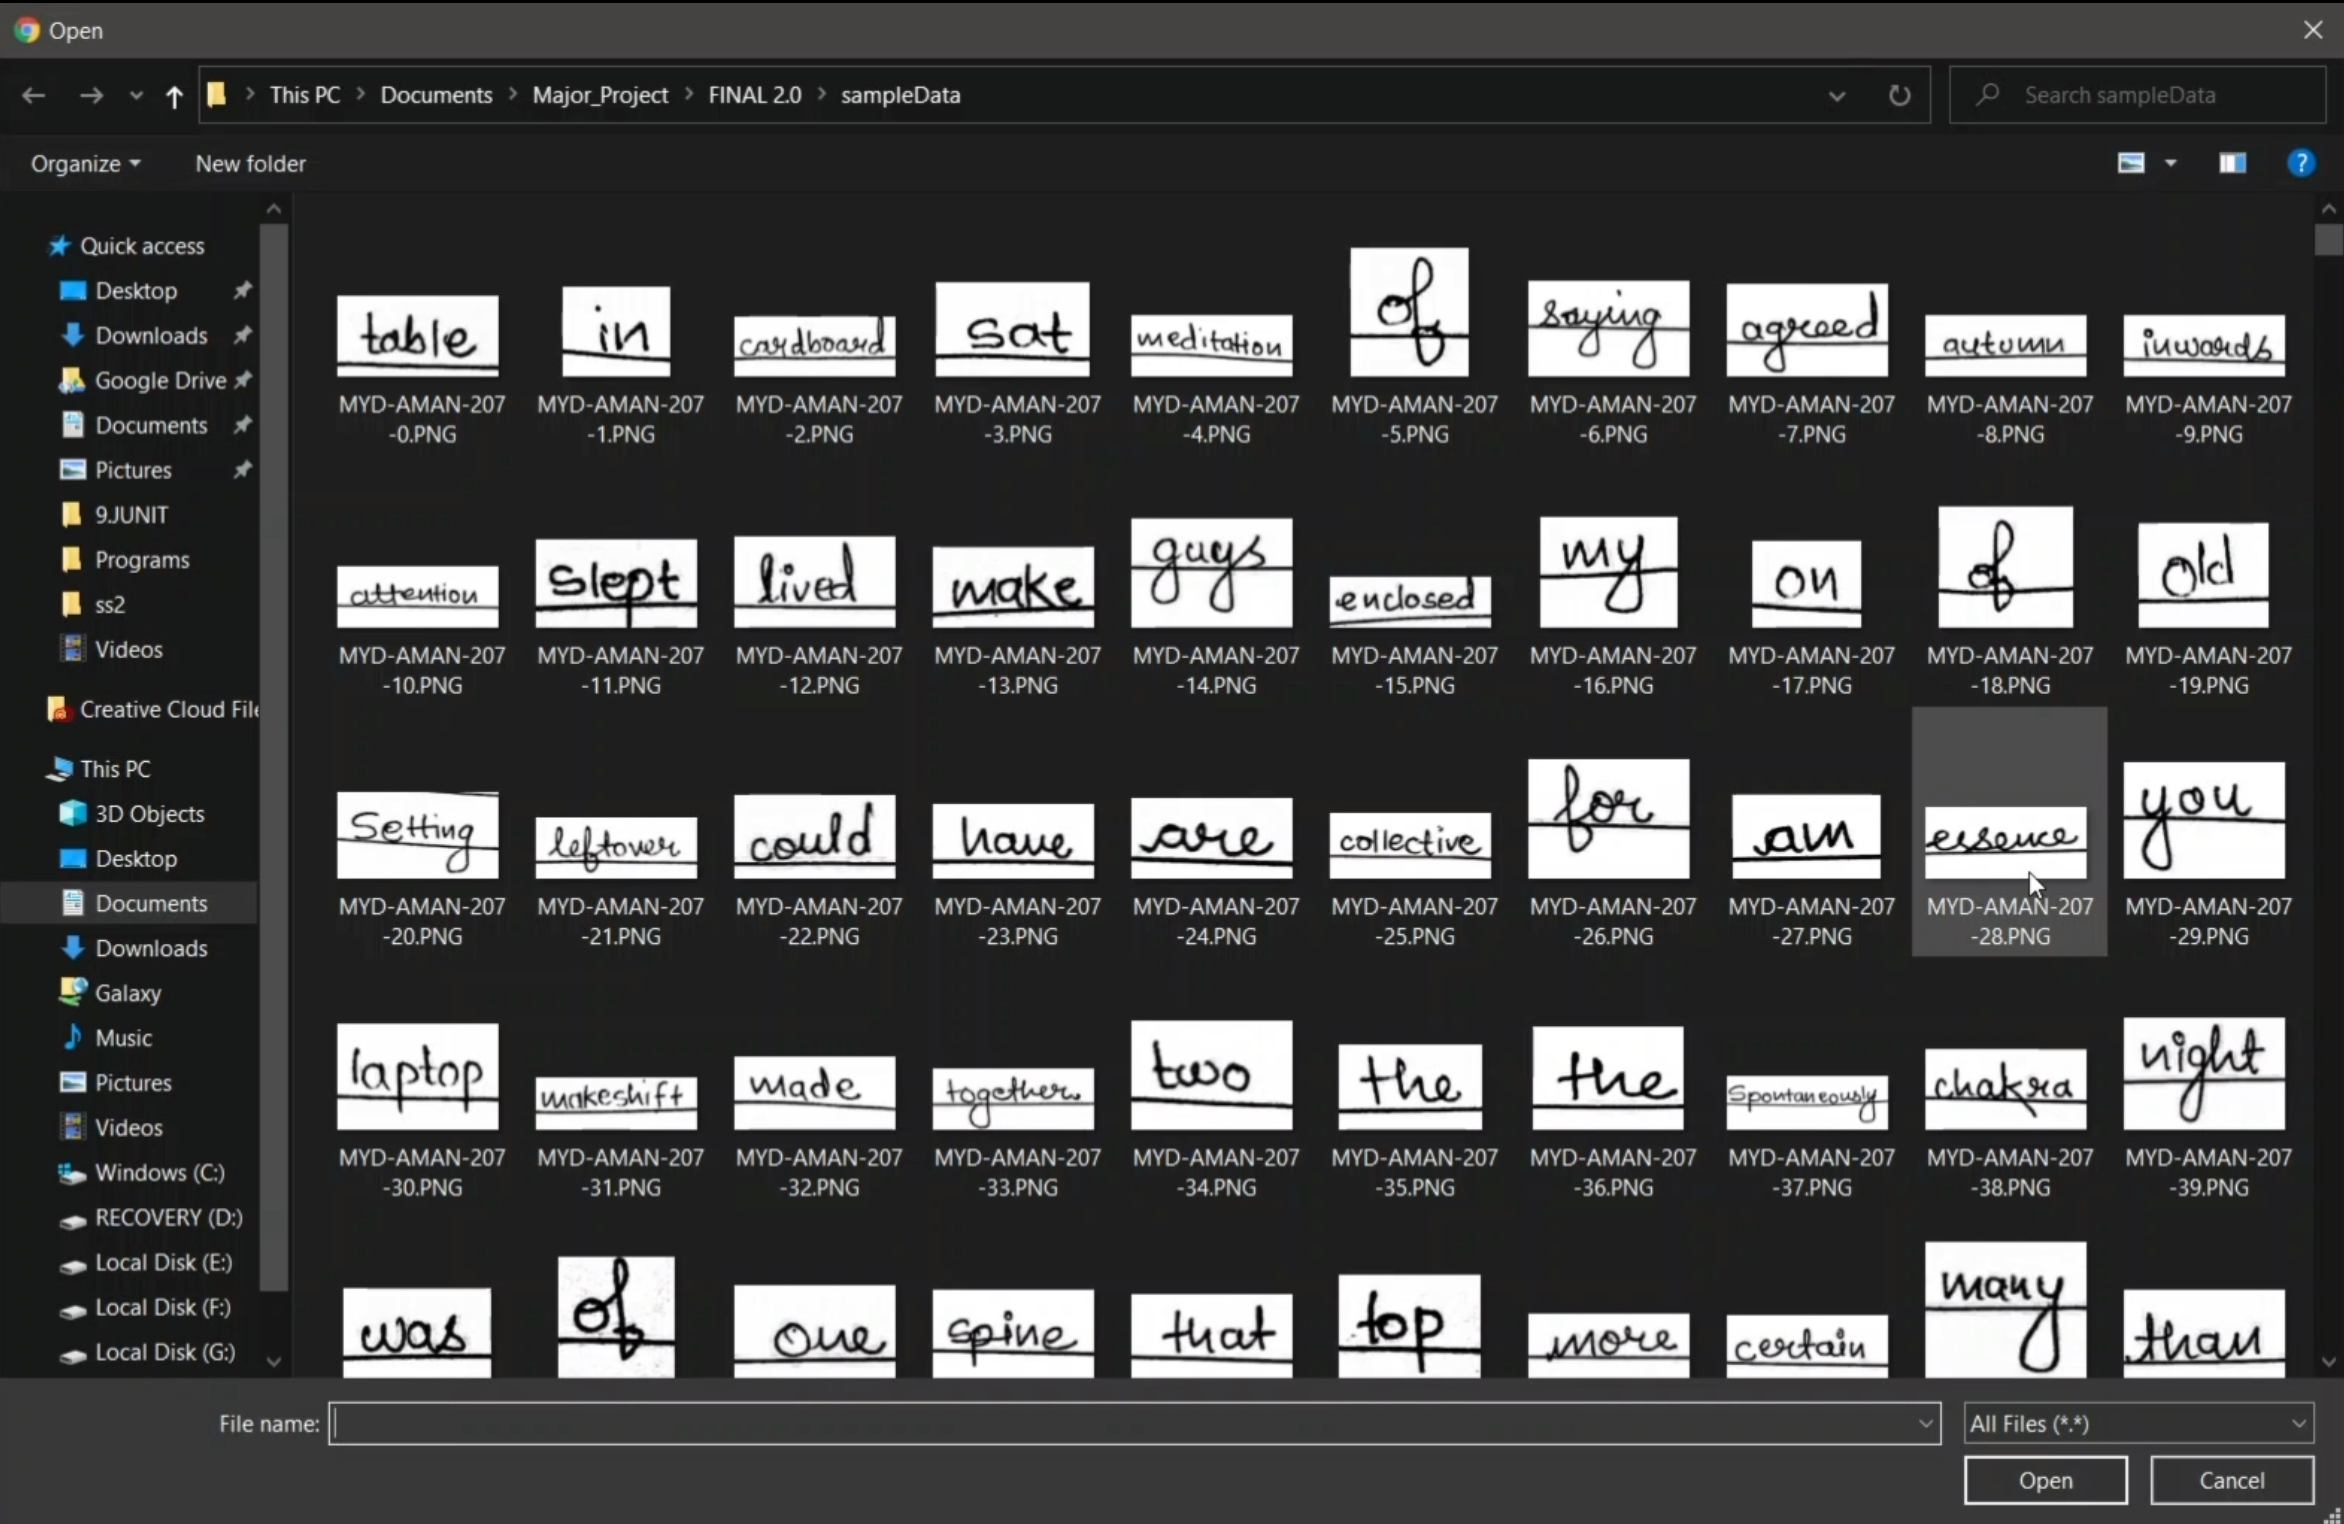 Open
This PC > Documents > Major_Project > FINAL 2.0 > sampleData
Search sampleData
Organize
New folder
Quick access
Desktop
Downloads
Google Drive
Documents
Pictures
9.JUNIT
Programs
ss2
Videos
Creative Cloud File
This PC
3D Objects
Desktop
Documents
Downloads
Galaxy
Music
Pictures
Videos
Windows (C:)
RECOVERY (D:)
Local Disk (E:)
Local Disk (F:)
Local Disk (G:)
table in cardboard sat meditation of saying agreed autumn inwards
MYD-AMAN-207 MYD-AMAN-207 MYD-AMAN-207 MYD-AMAN-207 MYD-AMAN-207 MYD-AMAN-207 MYD-AMAN-207 MYD-AMAN-207 MYD-AMAN-207 MYD-AMAN-207
-0.PNG -1.PNG -2.PNG -3.PNG -4.PNG -5.PNG -6.PNG -7.PNG -8.PNG -9.PNG
attention slept lived make guys enclosed my on of old
MYD-AMAN-207 MYD-AMAN-207 MYD-AMAN-207 MYD-AMAN-207 MYD-AMAN-207 MYD-AMAN-207 MYD-AMAN-207 MYD-AMAN-207 MYD-AMAN-207 MYD-AMAN-207
-10.PNG -11.PNG -12.PNG -13.PNG -14.PNG -15.PNG -16.PNG -17.PNG -18.PNG -19.PNG
Setting leftover could have are collective for am essence you
MYD-AMAN-207 MYD-AMAN-207 MYD-AMAN-207 MYD-AMAN-207 MYD-AMAN-207 MYD-AMAN-207 MYD-AMAN-207 MYD-AMAN-207 MYD-AMAN-207 MYD-AMAN-207
-20.PNG -21.PNG -22.PNG -23.PNG -24.PNG -25.PNG -26.PNG -27.PNG -28.PNG -29.PNG
laptop makeshift made together two the the Spontaneously chakra night
MYD-AMAN-207 MYD-AMAN-207 MYD-AMAN-207 MYD-AMAN-207 MYD-AMAN-207 MYD-AMAN-207 MYD-AMAN-207 MYD-AMAN-207 MYD-AMAN-207 MYD-AMAN-207
-30.PNG -31.PNG -32.PNG -33.PNG -34.PNG -35.PNG -36.PNG -37.PNG -38.PNG -39.PNG
was of one spine that top more certain many than
File name:
All Files (*.*)
Open
Cancel